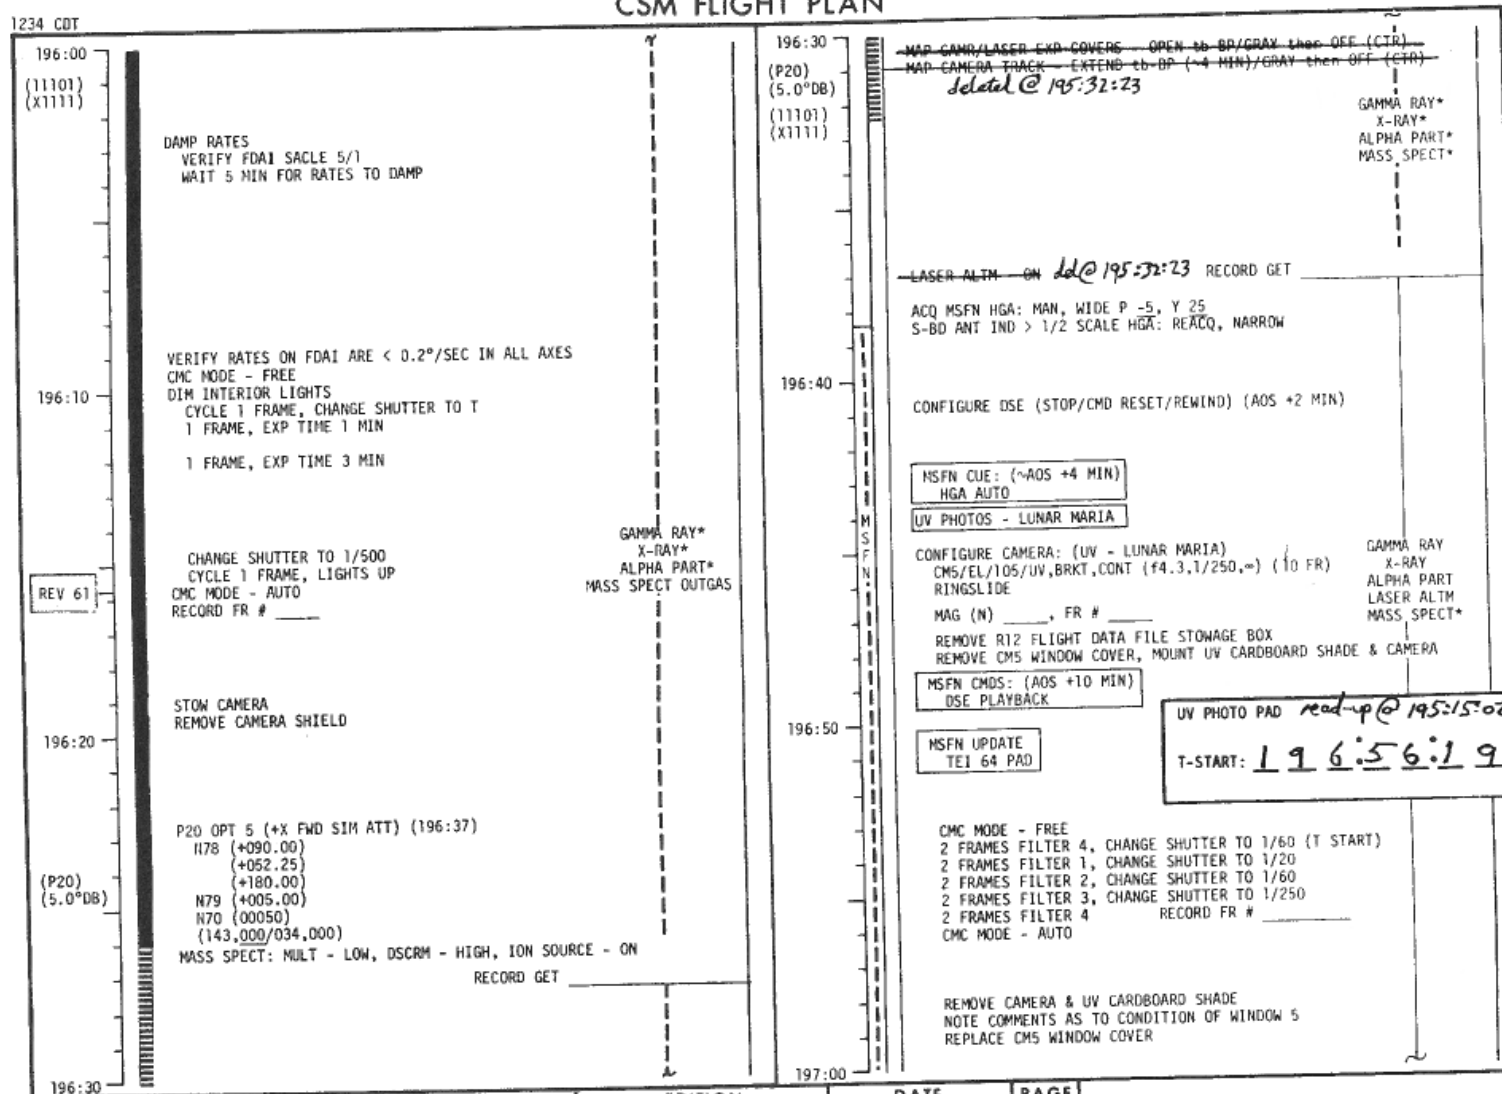 CSM FLIGHT PLAN
1234 CDT
196:00
(11101)
(X1111)
DAMP RATES
VERIFY FDAI SACLE 5/1
WAIT 5 MIN FOR RATES TO DAMP
VERIFY RATES ON FDAI ARE < 0.2°/SEC IN ALL AXES
CMC MODE - FREE
196:10
DIM INTERIOR LIGHTS
CYCLE 1 FRAME, CHANGE SHUTTER TO T
1 FRAME, EXP TIME 1 MIN
1 FRAME, EXP TIME 3 MIN
GAMMA RAY*
X-RAY*
ALPHA PART*
MASS SPECT OUTGAS
CHANGE SHUTTER TO 1/500
CYCLE 1 FRAME, LIGHTS UP
REV 61
CMC MODE - AUTO
RECORD FR # ____
STOW CAMERA
REMOVE CAMERA SHIELD
196:20
P20 OPT 5 (+X FWD SIM ATT) (196:37)
N78 (+090.00)
(+052.25)
(+180.00)
(P20)
(5.0°DB)
N79 (+005.00)
N70 (00050)
(143,000/034,000)
MASS SPECT: MULT - LOW, DSCRM - HIGH, ION SOURCE - ON
RECORD GET ____
196:30
196:30
(P20)
(5.0°DB)
(11101)
(X1111)
MAP CAMR/LASER EXP COVERS - OPEN tb BP/GRAY then OFF (CTR)
MAP CAMERA TRACK - EXTEND tb-BP (~4 MIN)/GRAY then OFF (CTR)
deleted @ 195:32:23
GAMMA RAY*
X-RAY*
ALPHA PART*
MASS SPECT*
LASER ALTM - ON del@195:32:23 RECORD GET ____
ACQ MSFN HGA: MAN, WIDE P -5, Y 25
S-BD ANT IND > 1/2 SCALE HGA: REACQ, NARROW
196:40
CONFIGURE DSE (STOP/CMD RESET/REWIND) (AOS +2 MIN)
MSFN CUE: (~AOS +4 MIN)
HGA AUTO
UV PHOTOS - LUNAR MARIA
MSFN
CONFIGURE CAMERA: (UV - LUNAR MARIA)
CM5/EL/105/UV,BRKT,CONT (f4.3,1/250,∞) (10 FR)
RINGSLIDE
MAG (N) ____, FR # ____
GAMMA RAY
X-RAY
ALPHA PART
LASER ALTM
MASS SPECT*
REMOVE R12 FLIGHT DATA FILE STOWAGE BOX
REMOVE CM5 WINDOW COVER, MOUNT UV CARDBOARD SHADE & CAMERA
MSFN CMDS: (AOS +10 MIN)
DSE PLAYBACK
196:50
MSFN UPDATE
TEI 64 PAD
UV PHOTO PAD read-up @ 195:15:02
T-START: 196:56:19
CMC MODE - FREE
2 FRAMES FILTER 4, CHANGE SHUTTER TO 1/60 (T START)
2 FRAMES FILTER 1, CHANGE SHUTTER TO 1/20
2 FRAMES FILTER 2, CHANGE SHUTTER TO 1/60
2 FRAMES FILTER 3, CHANGE SHUTTER TO 1/250
2 FRAMES FILTER 4 RECORD FR # ____
CMC MODE - AUTO
REMOVE CAMERA & UV CARDBOARD SHADE
NOTE COMMENTS AS TO CONDITION OF WINDOW 5
REPLACE CM5 WINDOW COVER
197:00
EDITION DATE PAGE